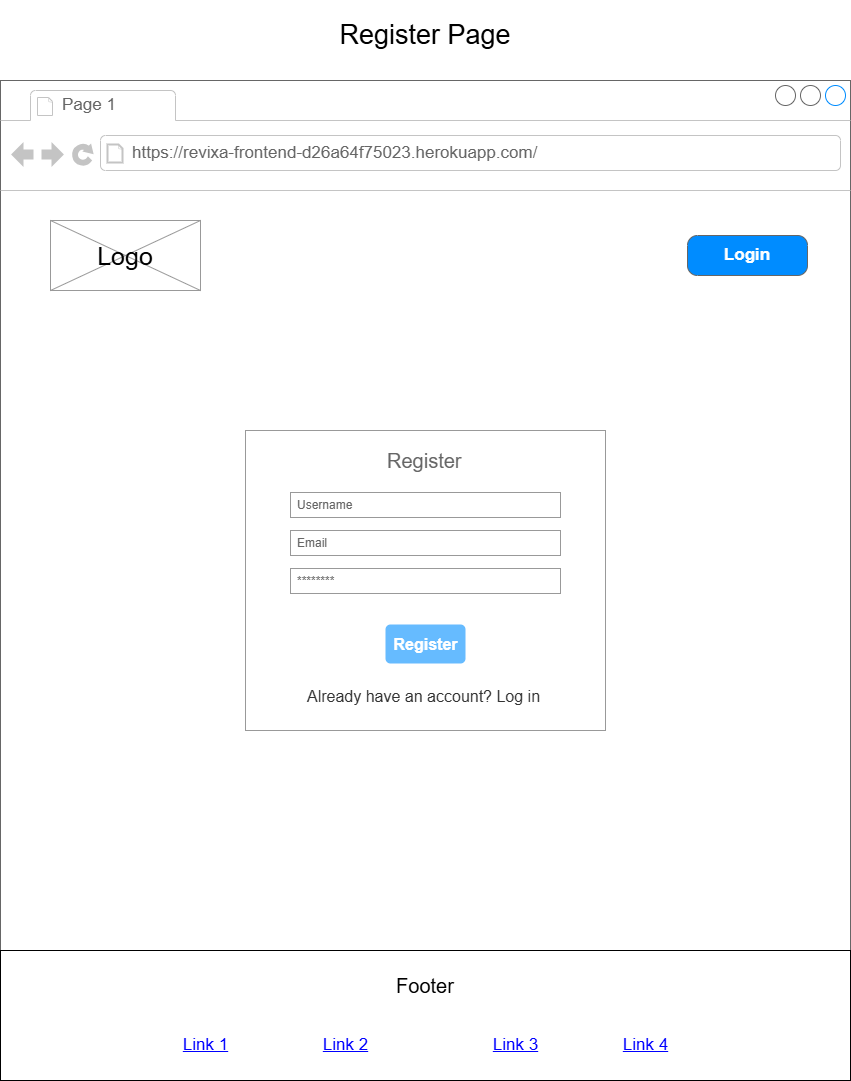 Register Page
Page 1
https://revixa-frontend-d26a64f75023.herokuapp.com/
Logo
Login
Register
Username
Email
********
Register
Already have an account? Log in
Footer
Link 1 Link 2 Link 3 Link 4